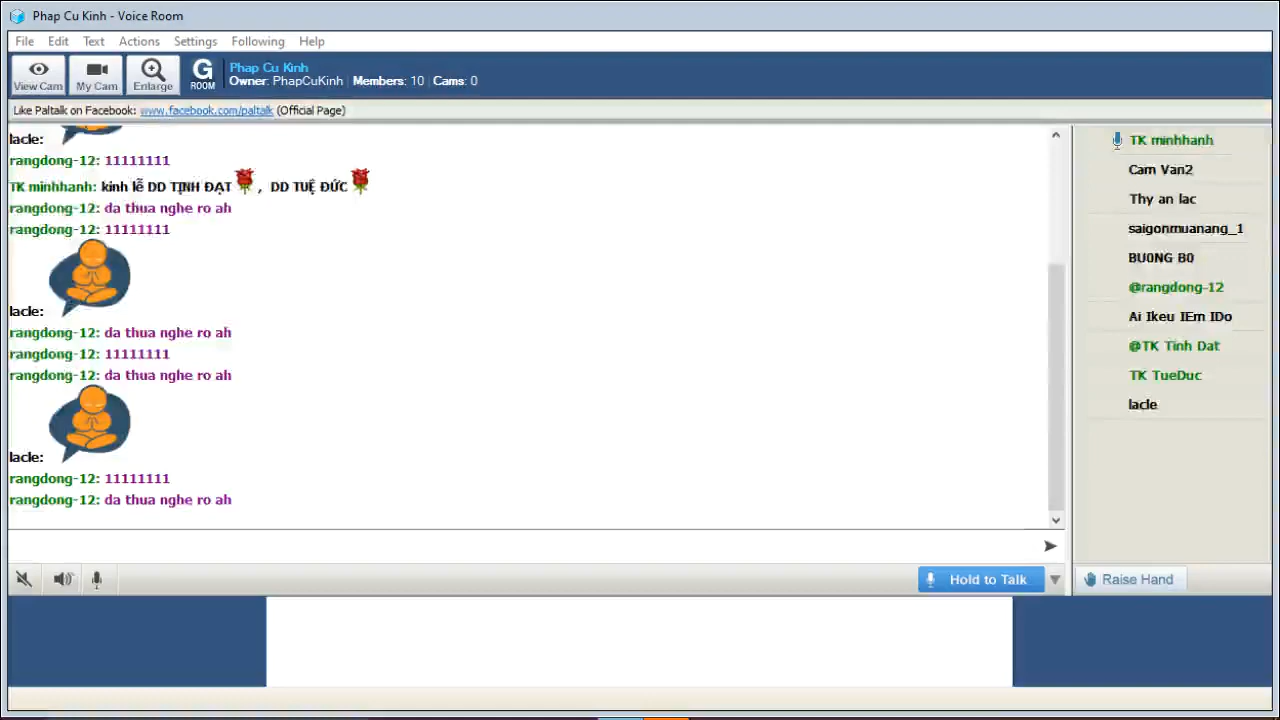 Phap Cu Kinh - Voice Room
File Edit Text Actions Settings Following Help
View Cam My Cam Enlarge G ROOM Phap Cu Kinh
Owner: PhapCuKinh Members: 10 Cams: 0
Like Paltalk on Facebook: www.facebook.com/paltalk (Official Page)
lacle:
rangdong-12: 11111111
TK minhhanh: kinh lễ DD TỊNH ĐẠT , DD TUỆ ĐỨC
rangdong-12: da thua nghe ro ah
rangdong-12: 11111111
lacle:
rangdong-12: da thua nghe ro ah
rangdong-12: 11111111
rangdong-12: da thua nghe ro ah
lacle:
rangdong-12: 11111111
rangdong-12: da thua nghe ro ah
TK minhhanh
Cam Van2
Thy an lac
saigonmuanang_1
BU0NG B0
@rangdong-12
Ai Ikeu IEm IDo
@TK Tinh Dat
TK TueDuc
lacle
Hold to Talk
Raise Hand